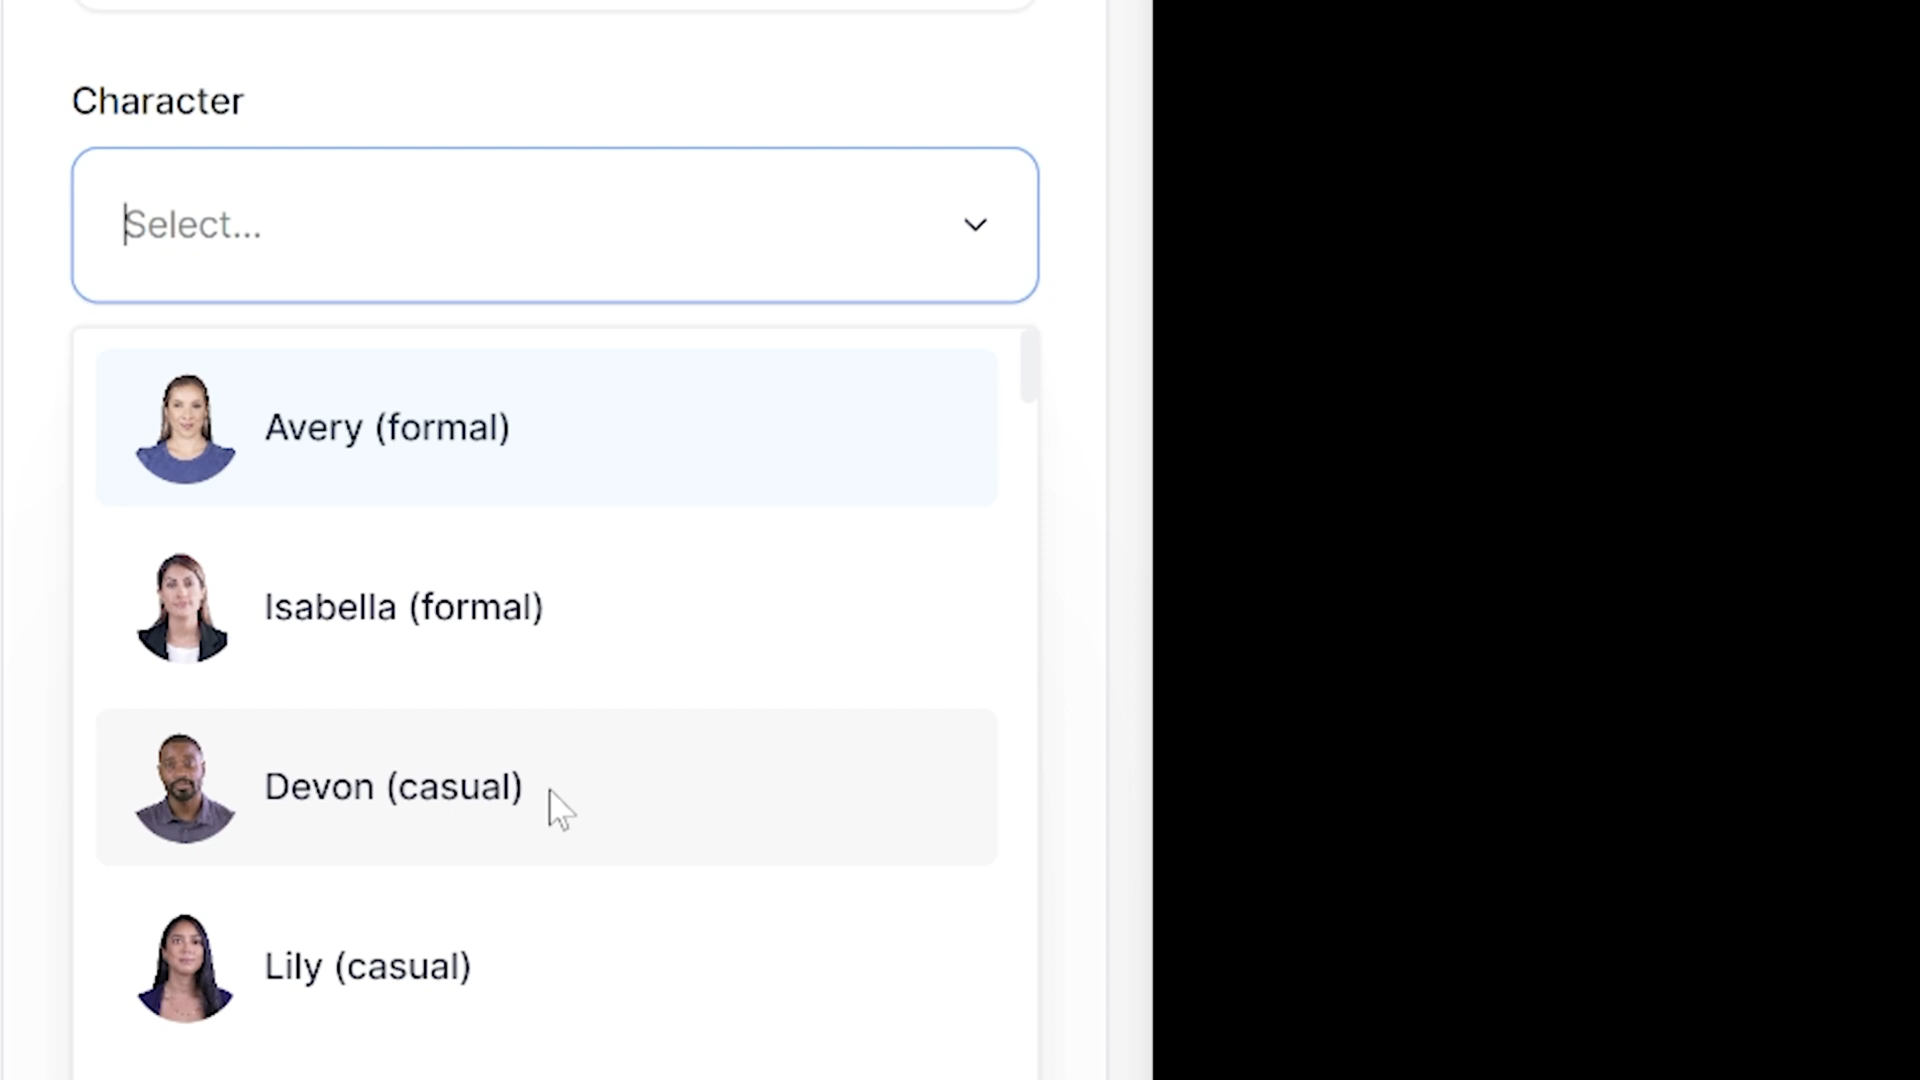 Character
Select...
Avery (formal)
Isabella (formal)
Devon (casual)
Lily (casual)